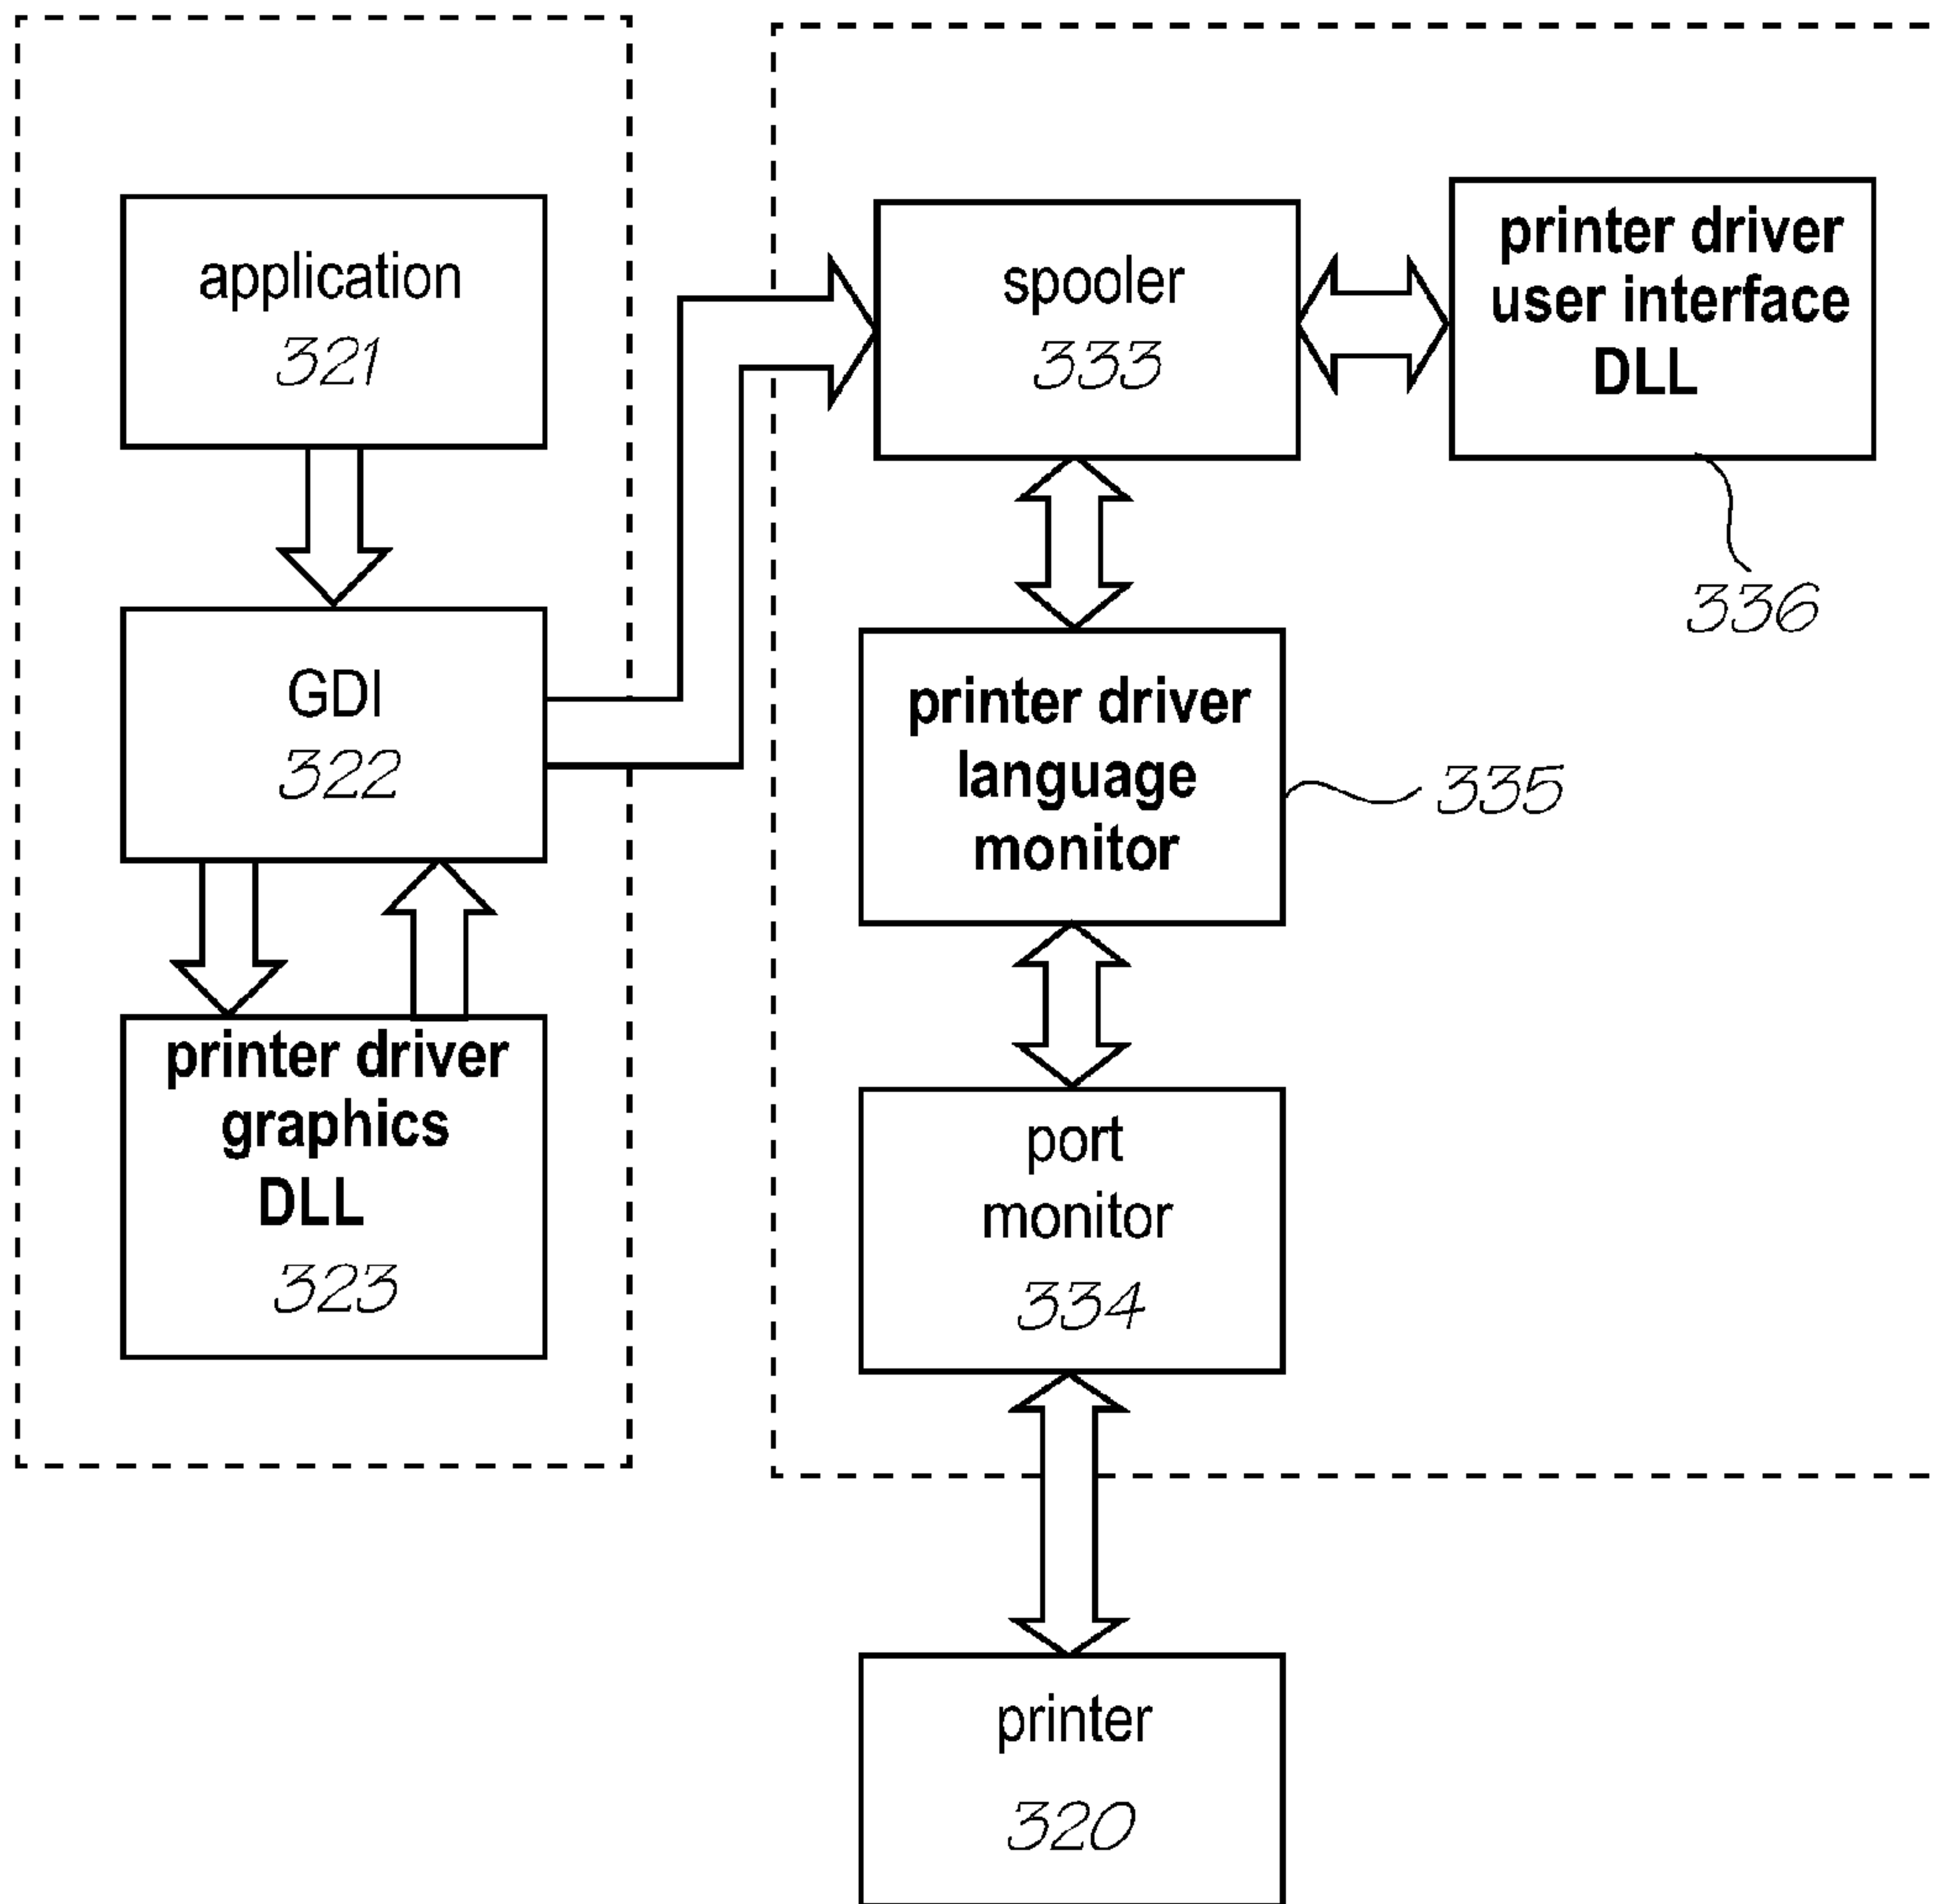 application
321
GDI
322
printer driver
graphics
DLL
323
spooler
333
printer driver
user interface
DLL
336
printer driver
language
monitor
335
port
monitor
334
printer
320